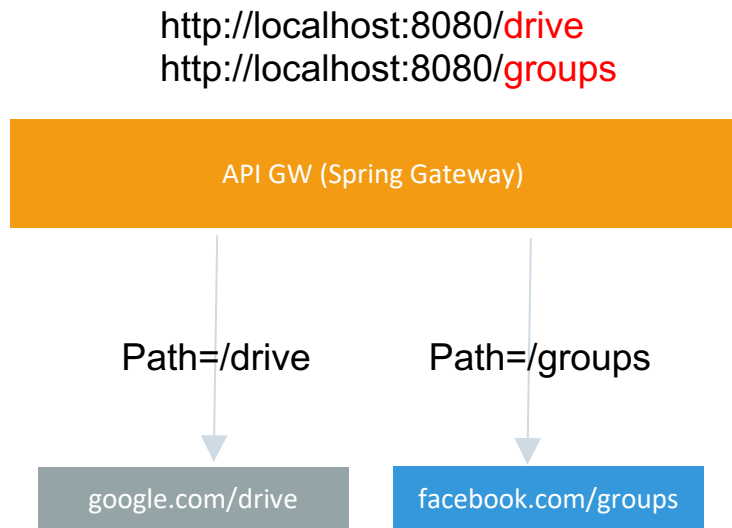 http://localhost:8080/drive
http://localhost:8080/groups
API GW (Spring Gateway)
Path=/drive
Path=/groups
google.com/drive
facebook.com/groups